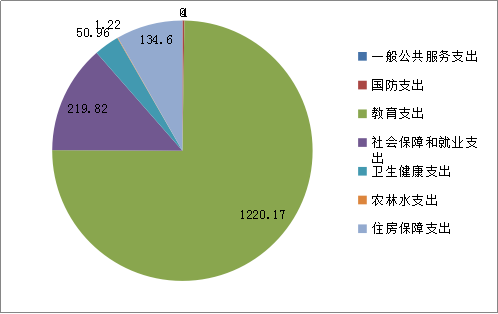 1.22
50.96
134.6
219.82
1220.17
一般公共服务支出
国防支出
教育支出
社会保障和就业支
出
卫生健康支出
农林水支出
住房保障支出